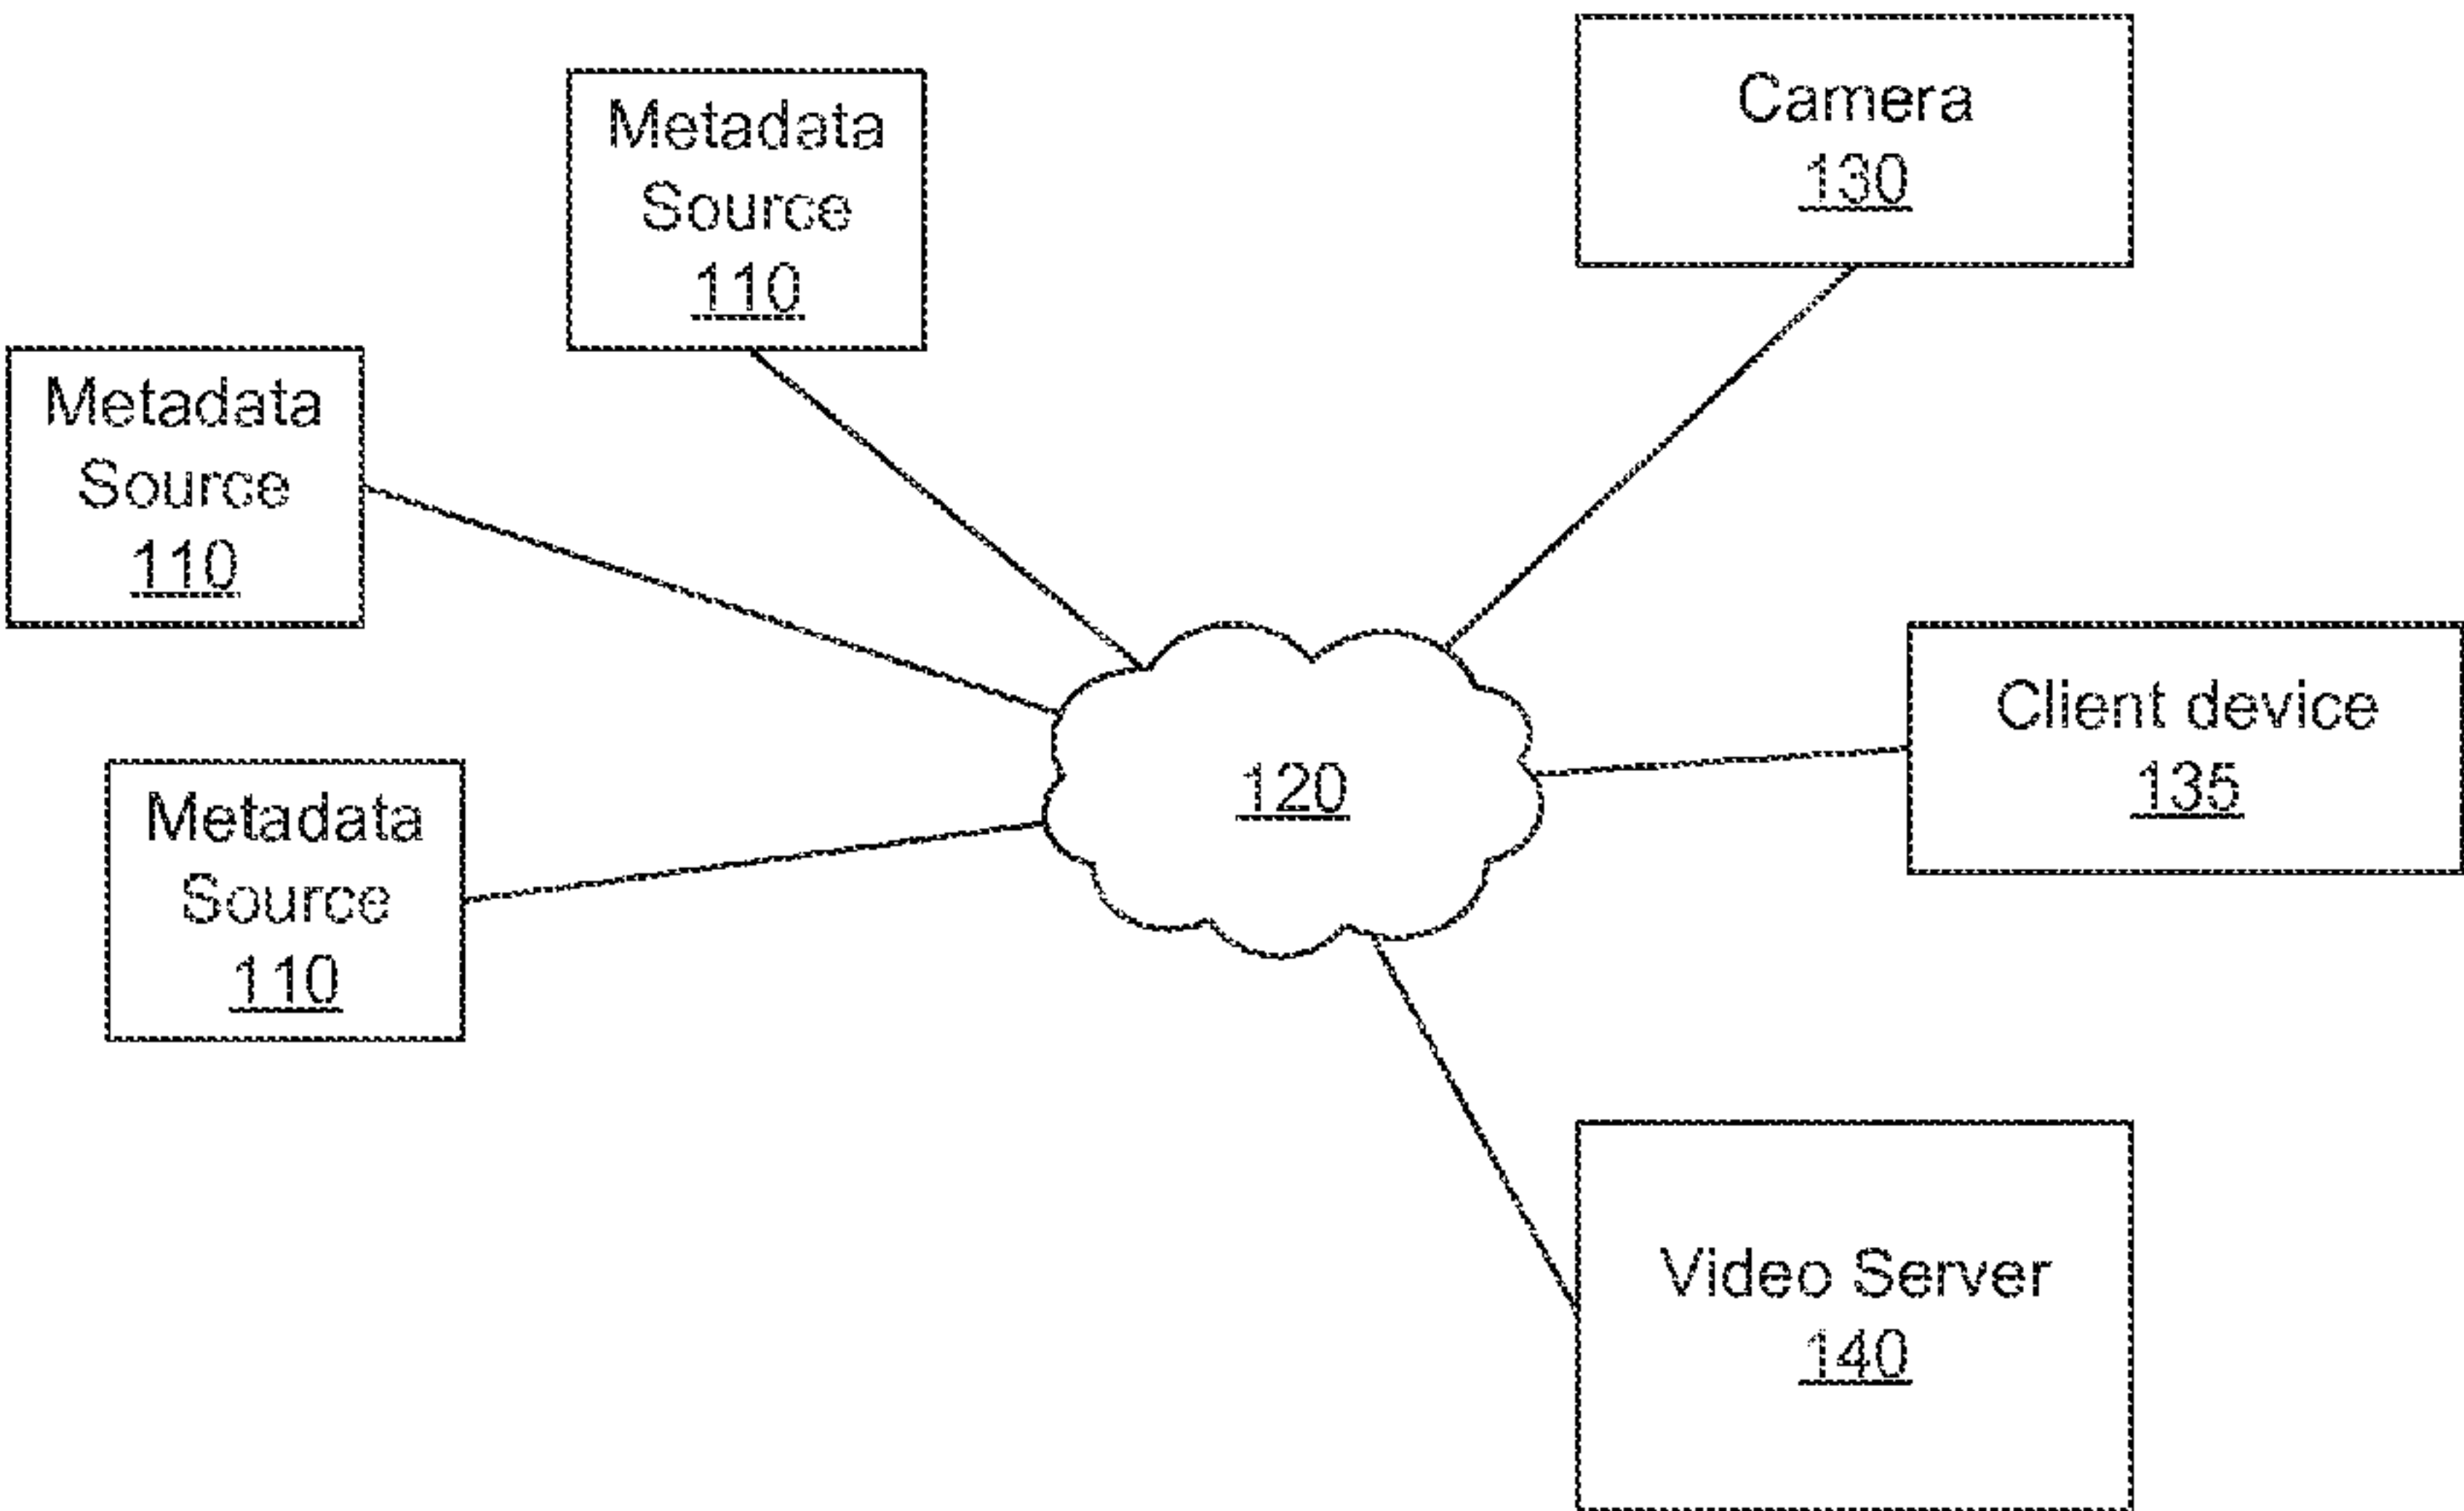 Metadata
Source
110
Camera
130
Metadata
Source
110
Metadata
Source
110
120
Client device
135
Video Server
140